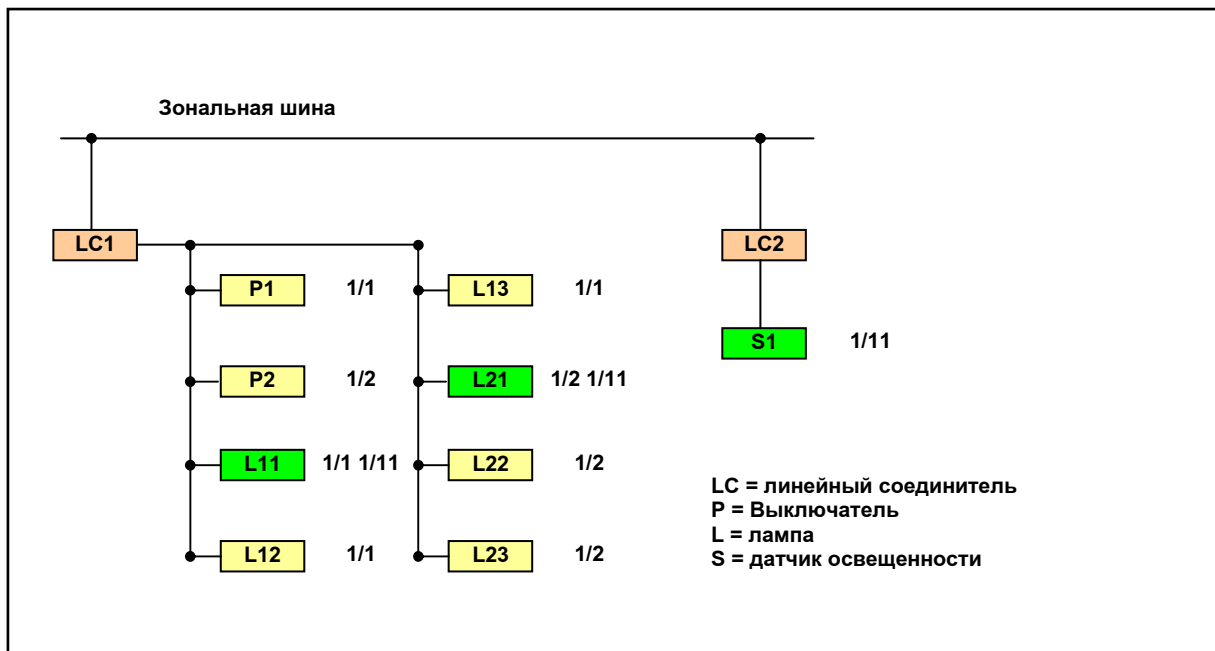 Зональная шина
LC1
LC2
P1 1/1 L13 1/1
S1 1/11
P2 1/2 L21 1/2 1/11
L11 1/1 1/11 L22 1/2
L12 1/1 L23 1/2
LC = линейный соединитель
P = Выключатель
L = лампа
S = датчик освещенности